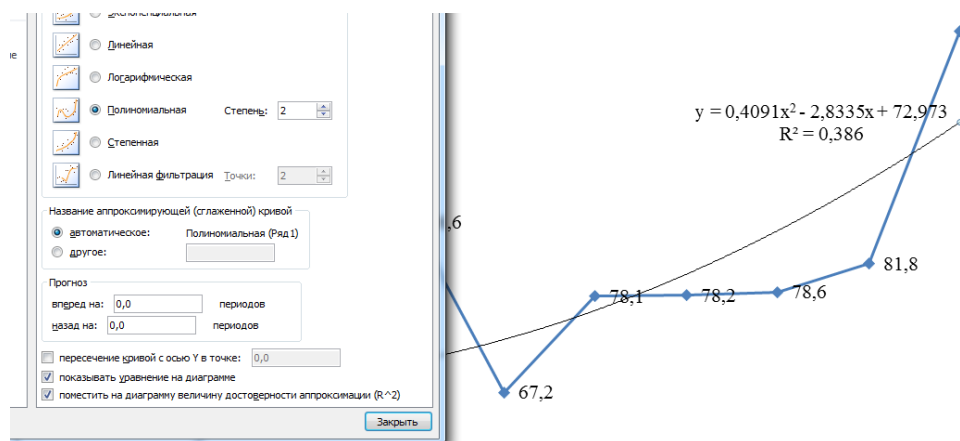 Экспоненциальная
Линейная
Логарифмическая
Полиномиальная Степень: 2
Степенная
Линейная фильтрация Точки: 2
Название аппроксимирующей (сглаженной) кривой
автоматическое: Полиномиальная (Ряд1)
другое:
Прогноз
вперед на: 0,0 периодов
назад на: 0,0 периодов
пересечение кривой с осью Y в точке: 0,0
показывать уравнение на диаграмме
поместить на диаграмму величину достоверности аппроксимации (R^2)
Закрыть
y = 0,4091x² - 2,8335x + 72,973
R² = 0,386
,6
81,8
78,1
78,2
78,6
67,2